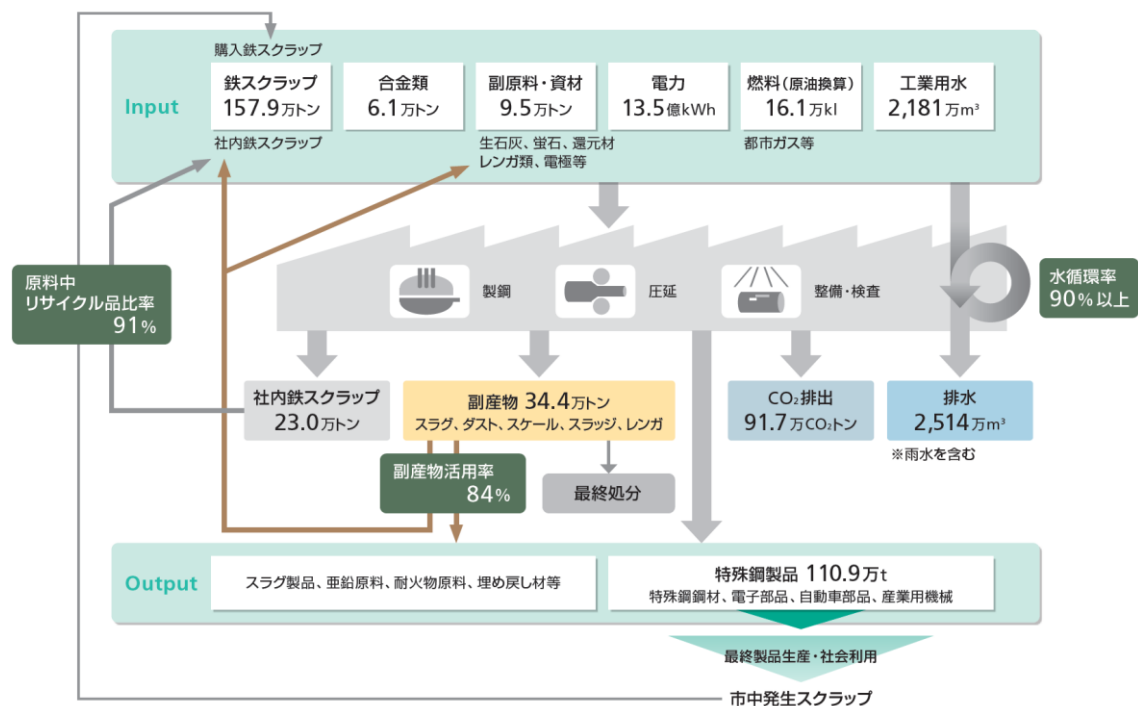 購入鉄スクラップ
Input
鉄スクラップ
157.9万トン
合金類
6.1万トン
副原料・資材
9.5万トン
電力
13.5億kWh
燃料(原油換算)
16.1万kl
工業用水
2,181万m³
社内鉄スクラップ
生石灰、蛍石、還元材
レンガ類、電極等
都市ガス等
原料中
リサイクル品比率
91%
製鋼
圧延
整備・検査
水循環率
90%以上
社内鉄スクラップ
23.0万トン
副産物 34.4万トン
スラグ、ダスト、スケール、スラッジ、レンガ
CO₂排出
91.7万CO₂トン
排水
2,514万m³
※雨水を含む
副産物活用率
84%
最終処分
Output
スラグ製品、亜鉛原料、耐火物原料、埋め戻し材等
特殊鋼製品 110.9万t
特殊鋼鋼材、電子部品、自動車部品、産業用機械
最終製品生産・社会利用
市中発生スクラップ